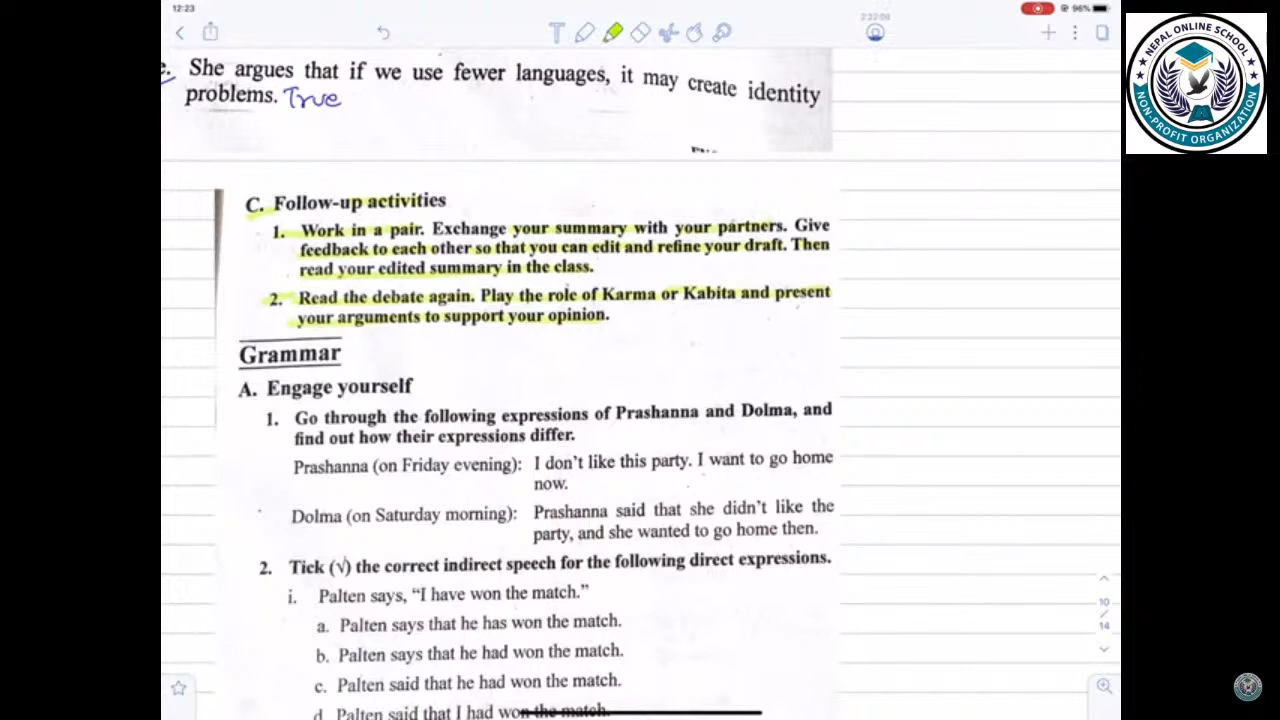 12:23
96%
2:32:04
e. She argues that if we use fewer languages, it may create identity
problems. True
C. Follow-up activities
1. Work in a pair. Exchange your summary with your partners. Give
feedback to each other so that you can edit and refine your draft. Then
read your edited summary in the class.
2. Read the debate again. Play the role of Karma or Kabita and present
your arguments to support your opinion.
Grammar
A. Engage yourself
1. Go through the following expressions of Prashanna and Dolma, and
find out how their expressions differ.
Prashanna (on Friday evening): I don't like this party. I want to go home
now.
Dolma (on Saturday morning): Prashanna said that she didn't like the
party, and she wanted to go home then.
2. Tick (√) the correct indirect speech for the following direct expressions.
i. Palten says, “I have won the match.”
a. Palten says that he has won the match.
b. Palten says that he had won the match.
c. Palten said that he had won the match.
d Palten said that I had won the match.
10
14
NEPAL ONLINE SCHOOL
NON-PROFIT ORGANIZATION